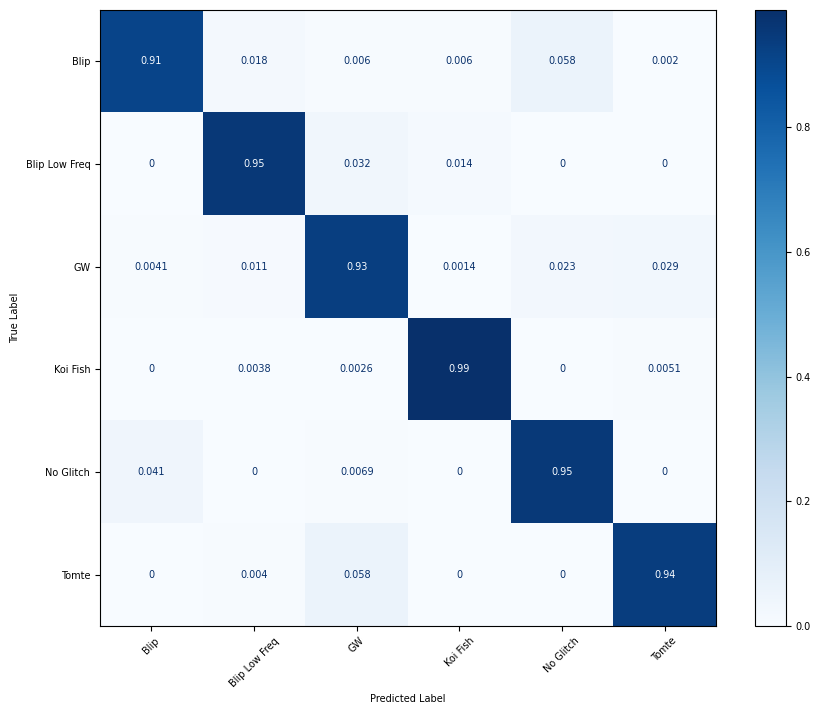 Blip 0.91 0.018 0.006 0.006 0.058 0.002
0.8
Blip Low Freq 0 0.95 0.032 0.014 0 0
0.6
GW 0.0041 0.011 0.93 0.0014 0.023 0.029
True Label
Koi Fish 0 0.0038 0.0026 0.99 0 0.0051
0.4
No Glitch 0.041 0 0.0069 0 0.95 0
0.2
Tomte 0 0.004 0.058 0 0 0.94
0.0
Blip Blip Low Freq GW Koi Fish No Glitch Tomte
Predicted Label